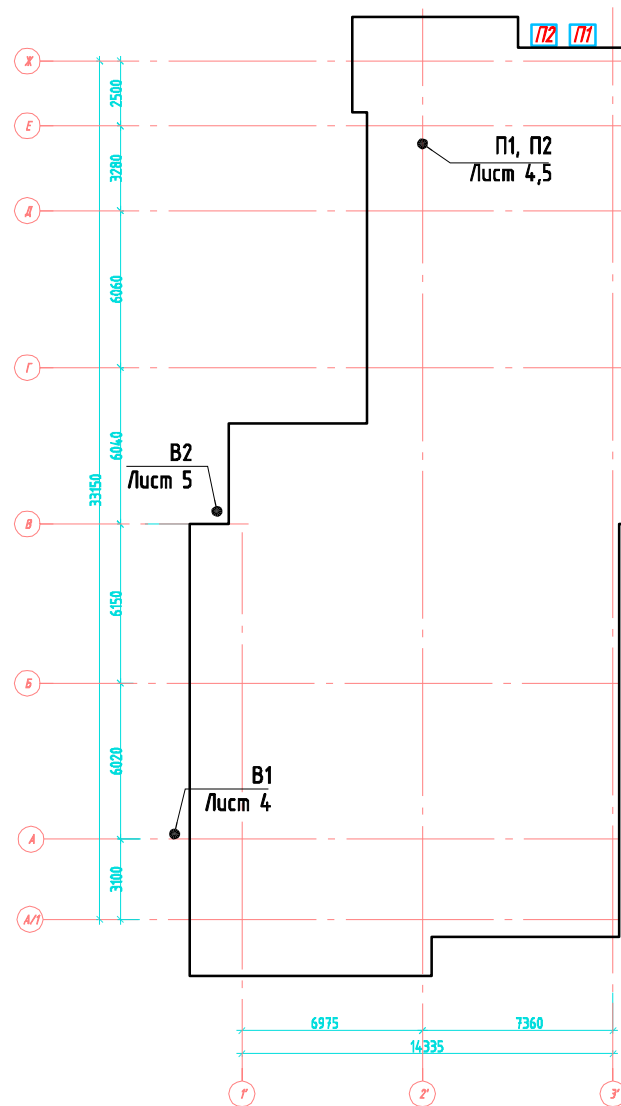 П2 П1
Ж
2500
Е
П1, П2
Лист 4,5
3280
Д
6060
Г
6040
В2
Лист 5
33150
В
6150
Б
6020
В1
Лист 4
А
3100
А/1
6975
7360
14335
1'
2'
3'